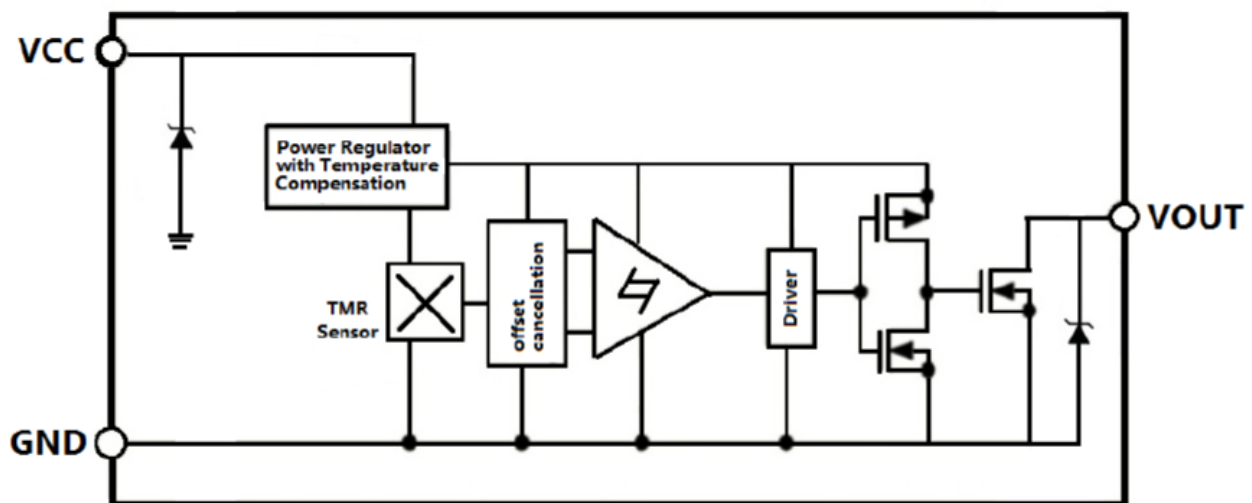 VCC
Power Regulator
with Temperature
Compensation
VOUT
TMR
Sensor
offset
cancellation
Driver
GND